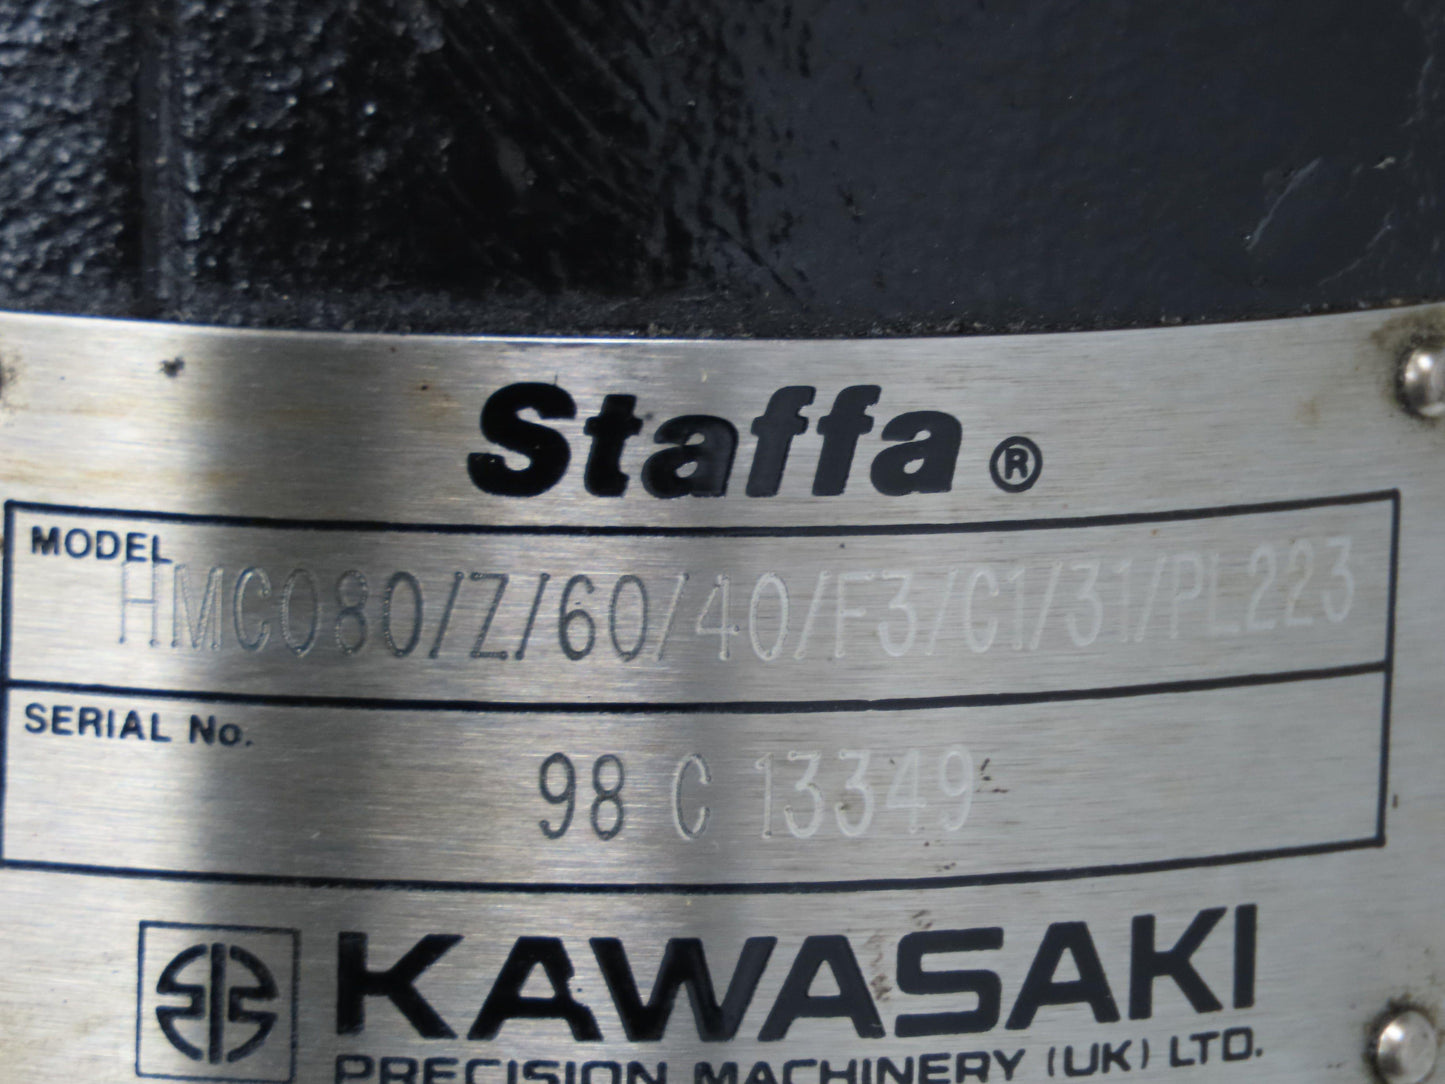 Staffa®
MODEL
HMC080/Z/60/40/F3/C1/31/PL223
SERIAL No.
98 C 13349
KAWASAKI
PRECISION MACHINERY (UK) LTD.